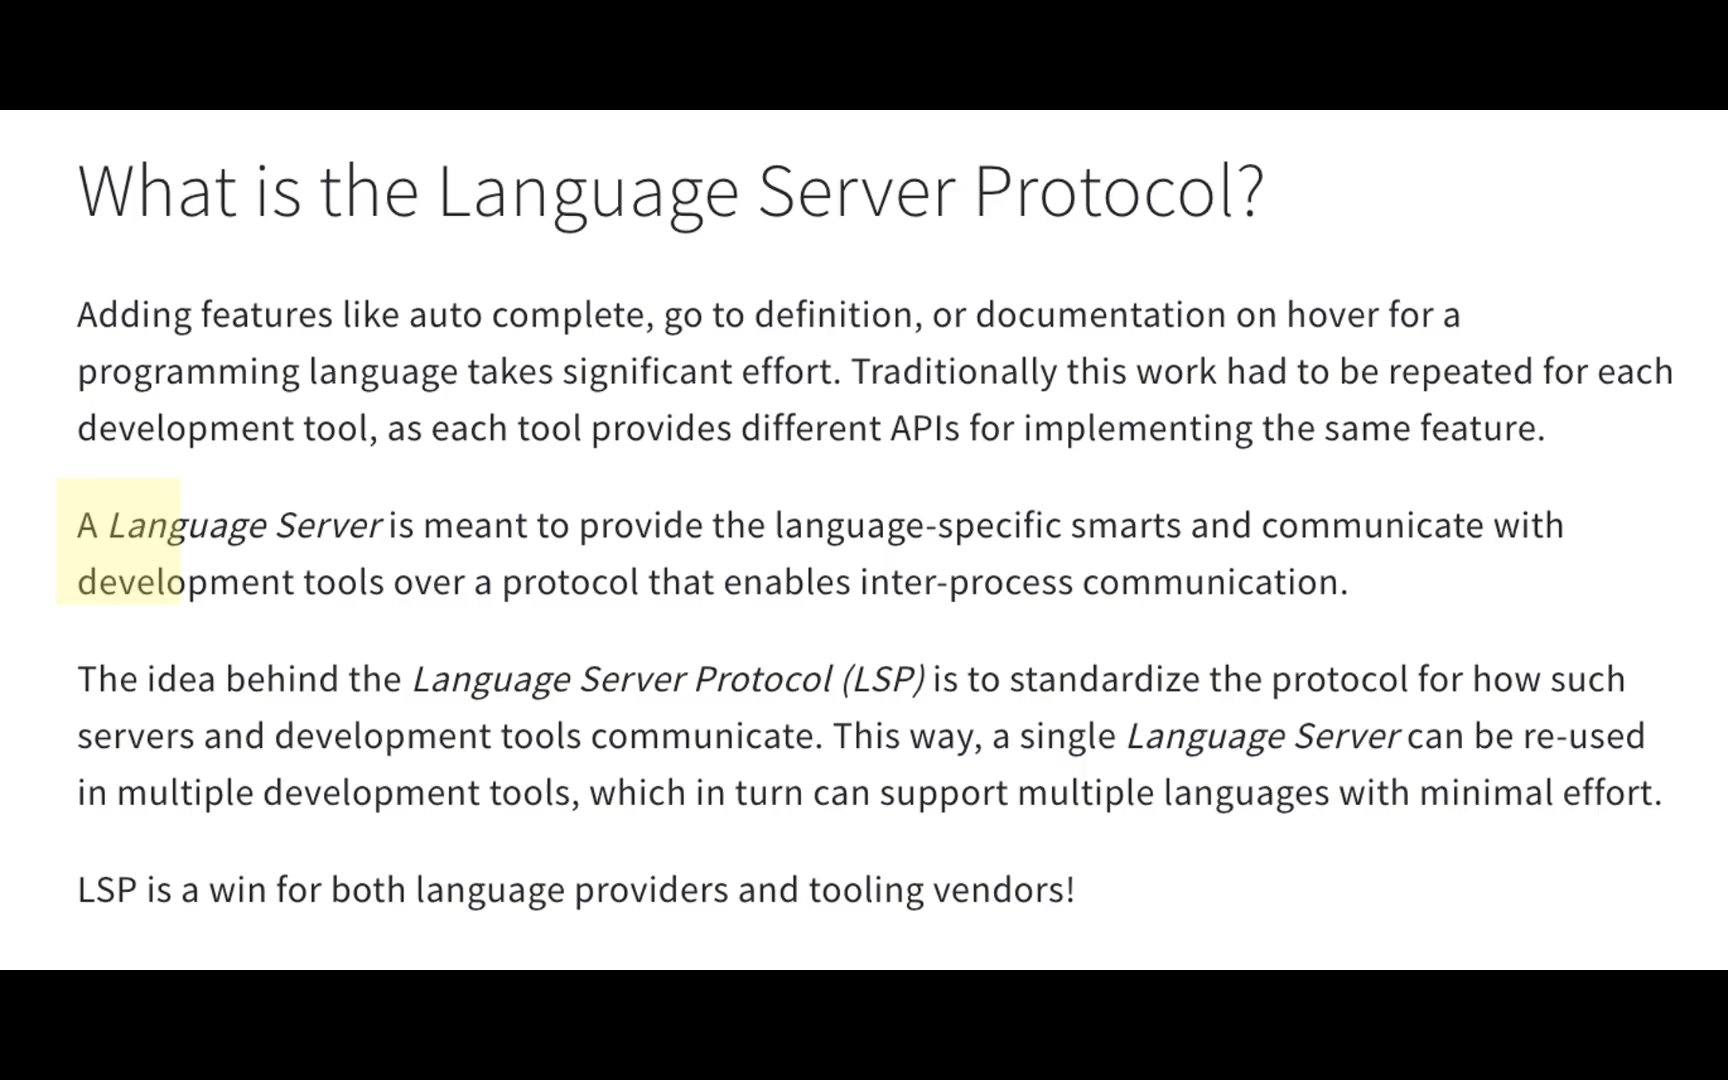 What is the Language Server Protocol?
Adding features like auto complete, go to definition, or documentation on hover for a
programming language takes significant effort. Traditionally this work had to be repeated for each
development tool, as each tool provides different APIs for implementing the same feature.
A Language Server is meant to provide the language-specific smarts and communicate with
development tools over a protocol that enables inter-process communication.
The idea behind the Language Server Protocol (LSP) is to standardize the protocol for how such
servers and development tools communicate. This way, a single Language Server can be re-used
in multiple development tools, which in turn can support multiple languages with minimal effort.
LSP is a win for both language providers and tooling vendors!